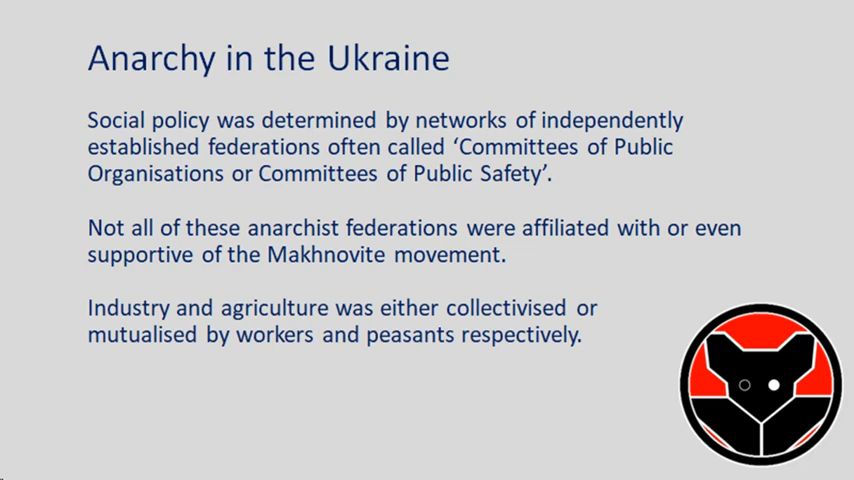 Anarchy in the Ukraine
Social policy was determined by networks of independently
established federations often called ‘Committees of Public
Organisations or Committees of Public Safety’.
Not all of these anarchist federations were affiliated with or even
supportive of the Makhnovite movement.
Industry and agriculture was either collectivised or
mutualised by workers and peasants respectively.